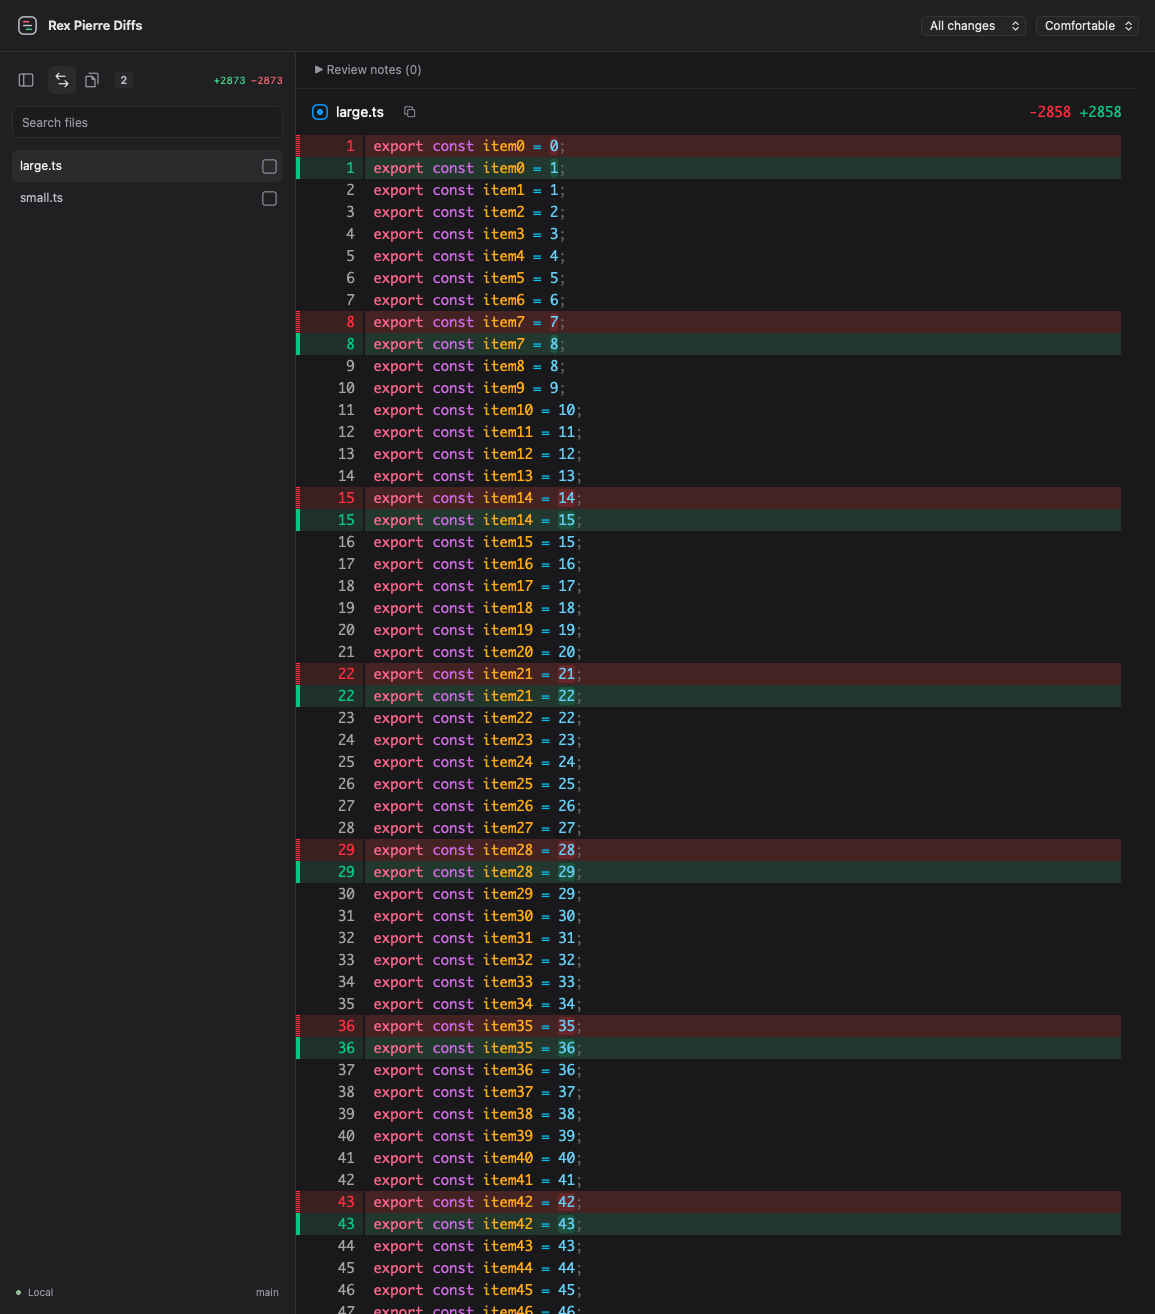 Rex Pierre Diffs
All changes
Comfortable
2
+2873 −2873
Search files
large.ts
small.ts
Local
main
Review notes (0)
large.ts
-2858 +2858
1 export const item0 = 0;
1 export const item0 = 1;
2 export const item1 = 1;
3 export const item2 = 2;
4 export const item3 = 3;
5 export const item4 = 4;
6 export const item5 = 5;
7 export const item6 = 6;
8 export const item7 = 7;
8 export const item7 = 8;
9 export const item8 = 8;
10 export const item9 = 9;
11 export const item10 = 10;
12 export const item11 = 11;
13 export const item12 = 12;
14 export const item13 = 13;
15 export const item14 = 14;
15 export const item14 = 15;
16 export const item15 = 15;
17 export const item16 = 16;
18 export const item17 = 17;
19 export const item18 = 18;
20 export const item19 = 19;
21 export const item20 = 20;
22 export const item21 = 21;
22 export const item21 = 22;
23 export const item22 = 22;
24 export const item23 = 23;
25 export const item24 = 24;
26 export const item25 = 25;
27 export const item26 = 26;
28 export const item27 = 27;
29 export const item28 = 28;
29 export const item28 = 29;
30 export const item29 = 29;
31 export const item30 = 30;
32 export const item31 = 31;
33 export const item32 = 32;
34 export const item33 = 33;
35 export const item34 = 34;
36 export const item35 = 35;
36 export const item35 = 36;
37 export const item36 = 36;
38 export const item37 = 37;
39 export const item38 = 38;
40 export const item39 = 39;
41 export const item40 = 40;
42 export const item41 = 41;
43 export const item42 = 42;
43 export const item42 = 43;
44 export const item43 = 43;
45 export const item44 = 44;
46 export const item45 = 45;
47 export const item46 = 46;